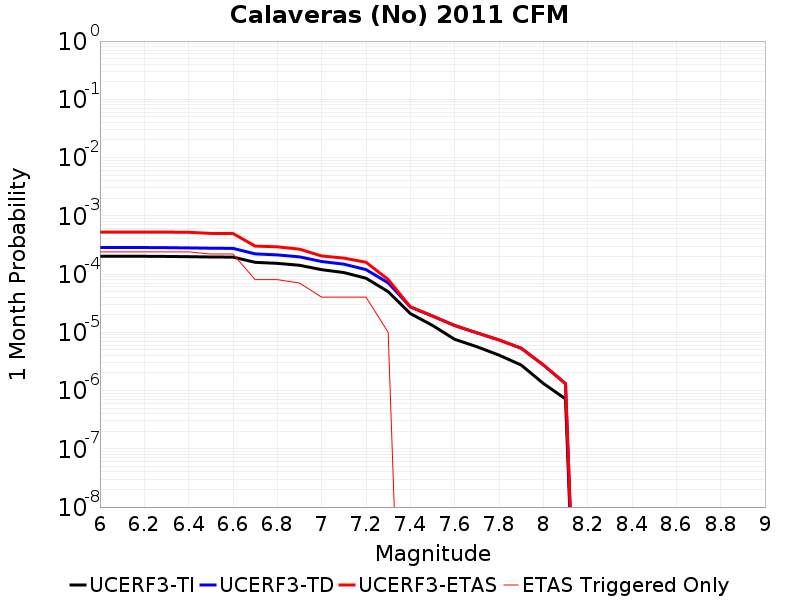 Calaveras (No) 2011 CFM
1 Month Probability
10^0
10^-1
10^-2
10^-3
10^-4
10^-5
10^-6
10^-7
10^-8
6 6.2 6.4 6.6 6.8 7 7.2 7.4 7.6 7.8 8 8.2 8.4 8.6 8.8 9
Magnitude
UCERF3-TI UCERF3-TD UCERF3-ETAS ETAS Triggered Only